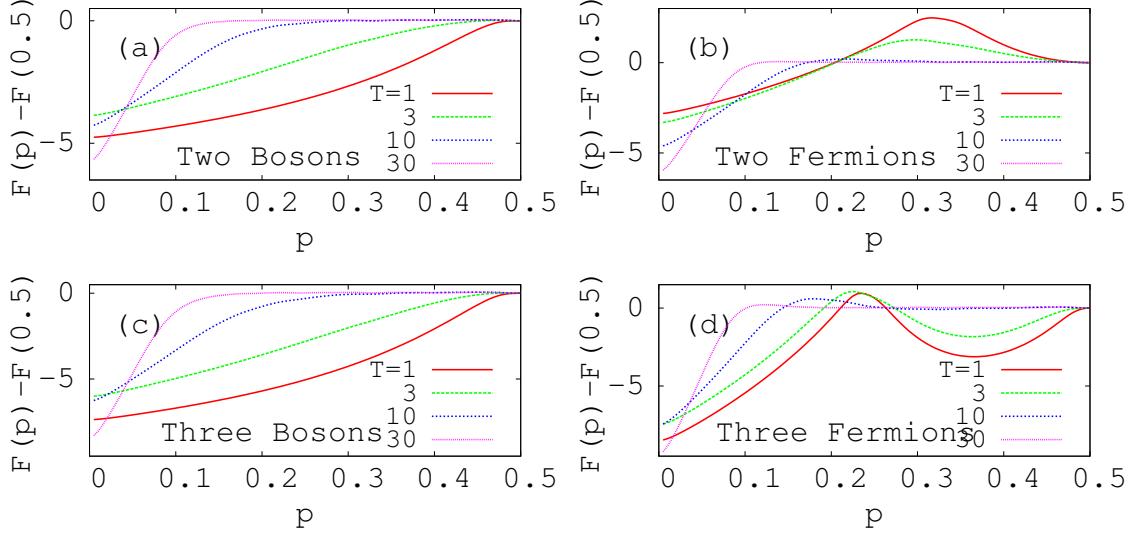 F(p)-F(0.5)
0
-5
(a)
T=1
3
10
30
Two Bosons
0 0.1 0.2 0.3 0.4 0.5
p
F(p)-F(0.5)
0
-5
(b)
T=1
3
10
30
Two Fermions
0 0.1 0.2 0.3 0.4 0.5
p
F(p)-F(0.5)
0
-5
(c)
T=1
3
10
30
Three Bosons
0 0.1 0.2 0.3 0.4 0.5
p
F(p)-F(0.5)
0
-5
(d)
T=1
3
10
30
Three Fermions
0 0.1 0.2 0.3 0.4 0.5
p